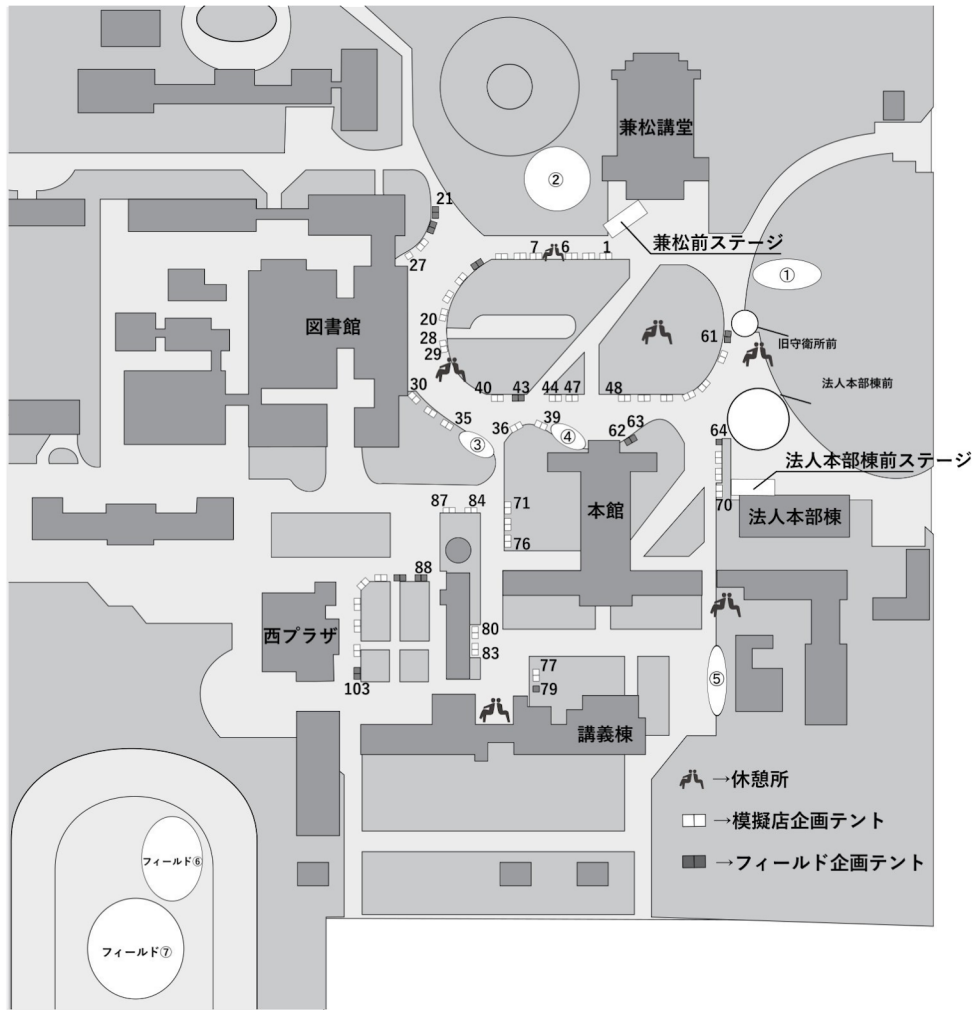 兼松講堂
②
21
兼松前ステージ
7
6
1
27
①
20
図書館
28
61
旧守衛所前
29
法人本部棟前
30
40
43
44
47
48
35
36
39
③
④
62
63
64
法人本部棟前ステージ
87
84
71
本館
70
法人本部棟
76
88
西プラザ
80
83
77
79
⑤
103
講義棟
→休憩所
→模擬店企画テント
→フィールド企画テント
フィールド⑥
フィールド⑦